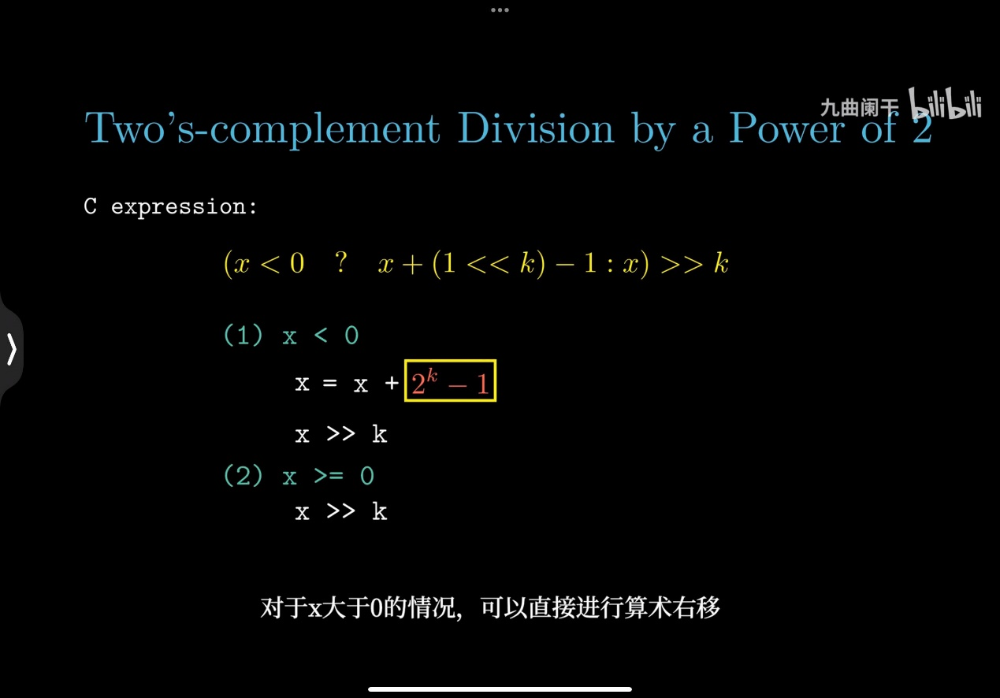 九曲阑干 bilibili
Two's-complement Division by a Power of 2
C expression:
(x < 0 ? x + (1 << k) − 1 : x) >> k
(1) x < 0
x = x + 2^k − 1
x >> k
(2) x >= 0
x >> k
对于x大于0的情况，可以直接进行算术右移